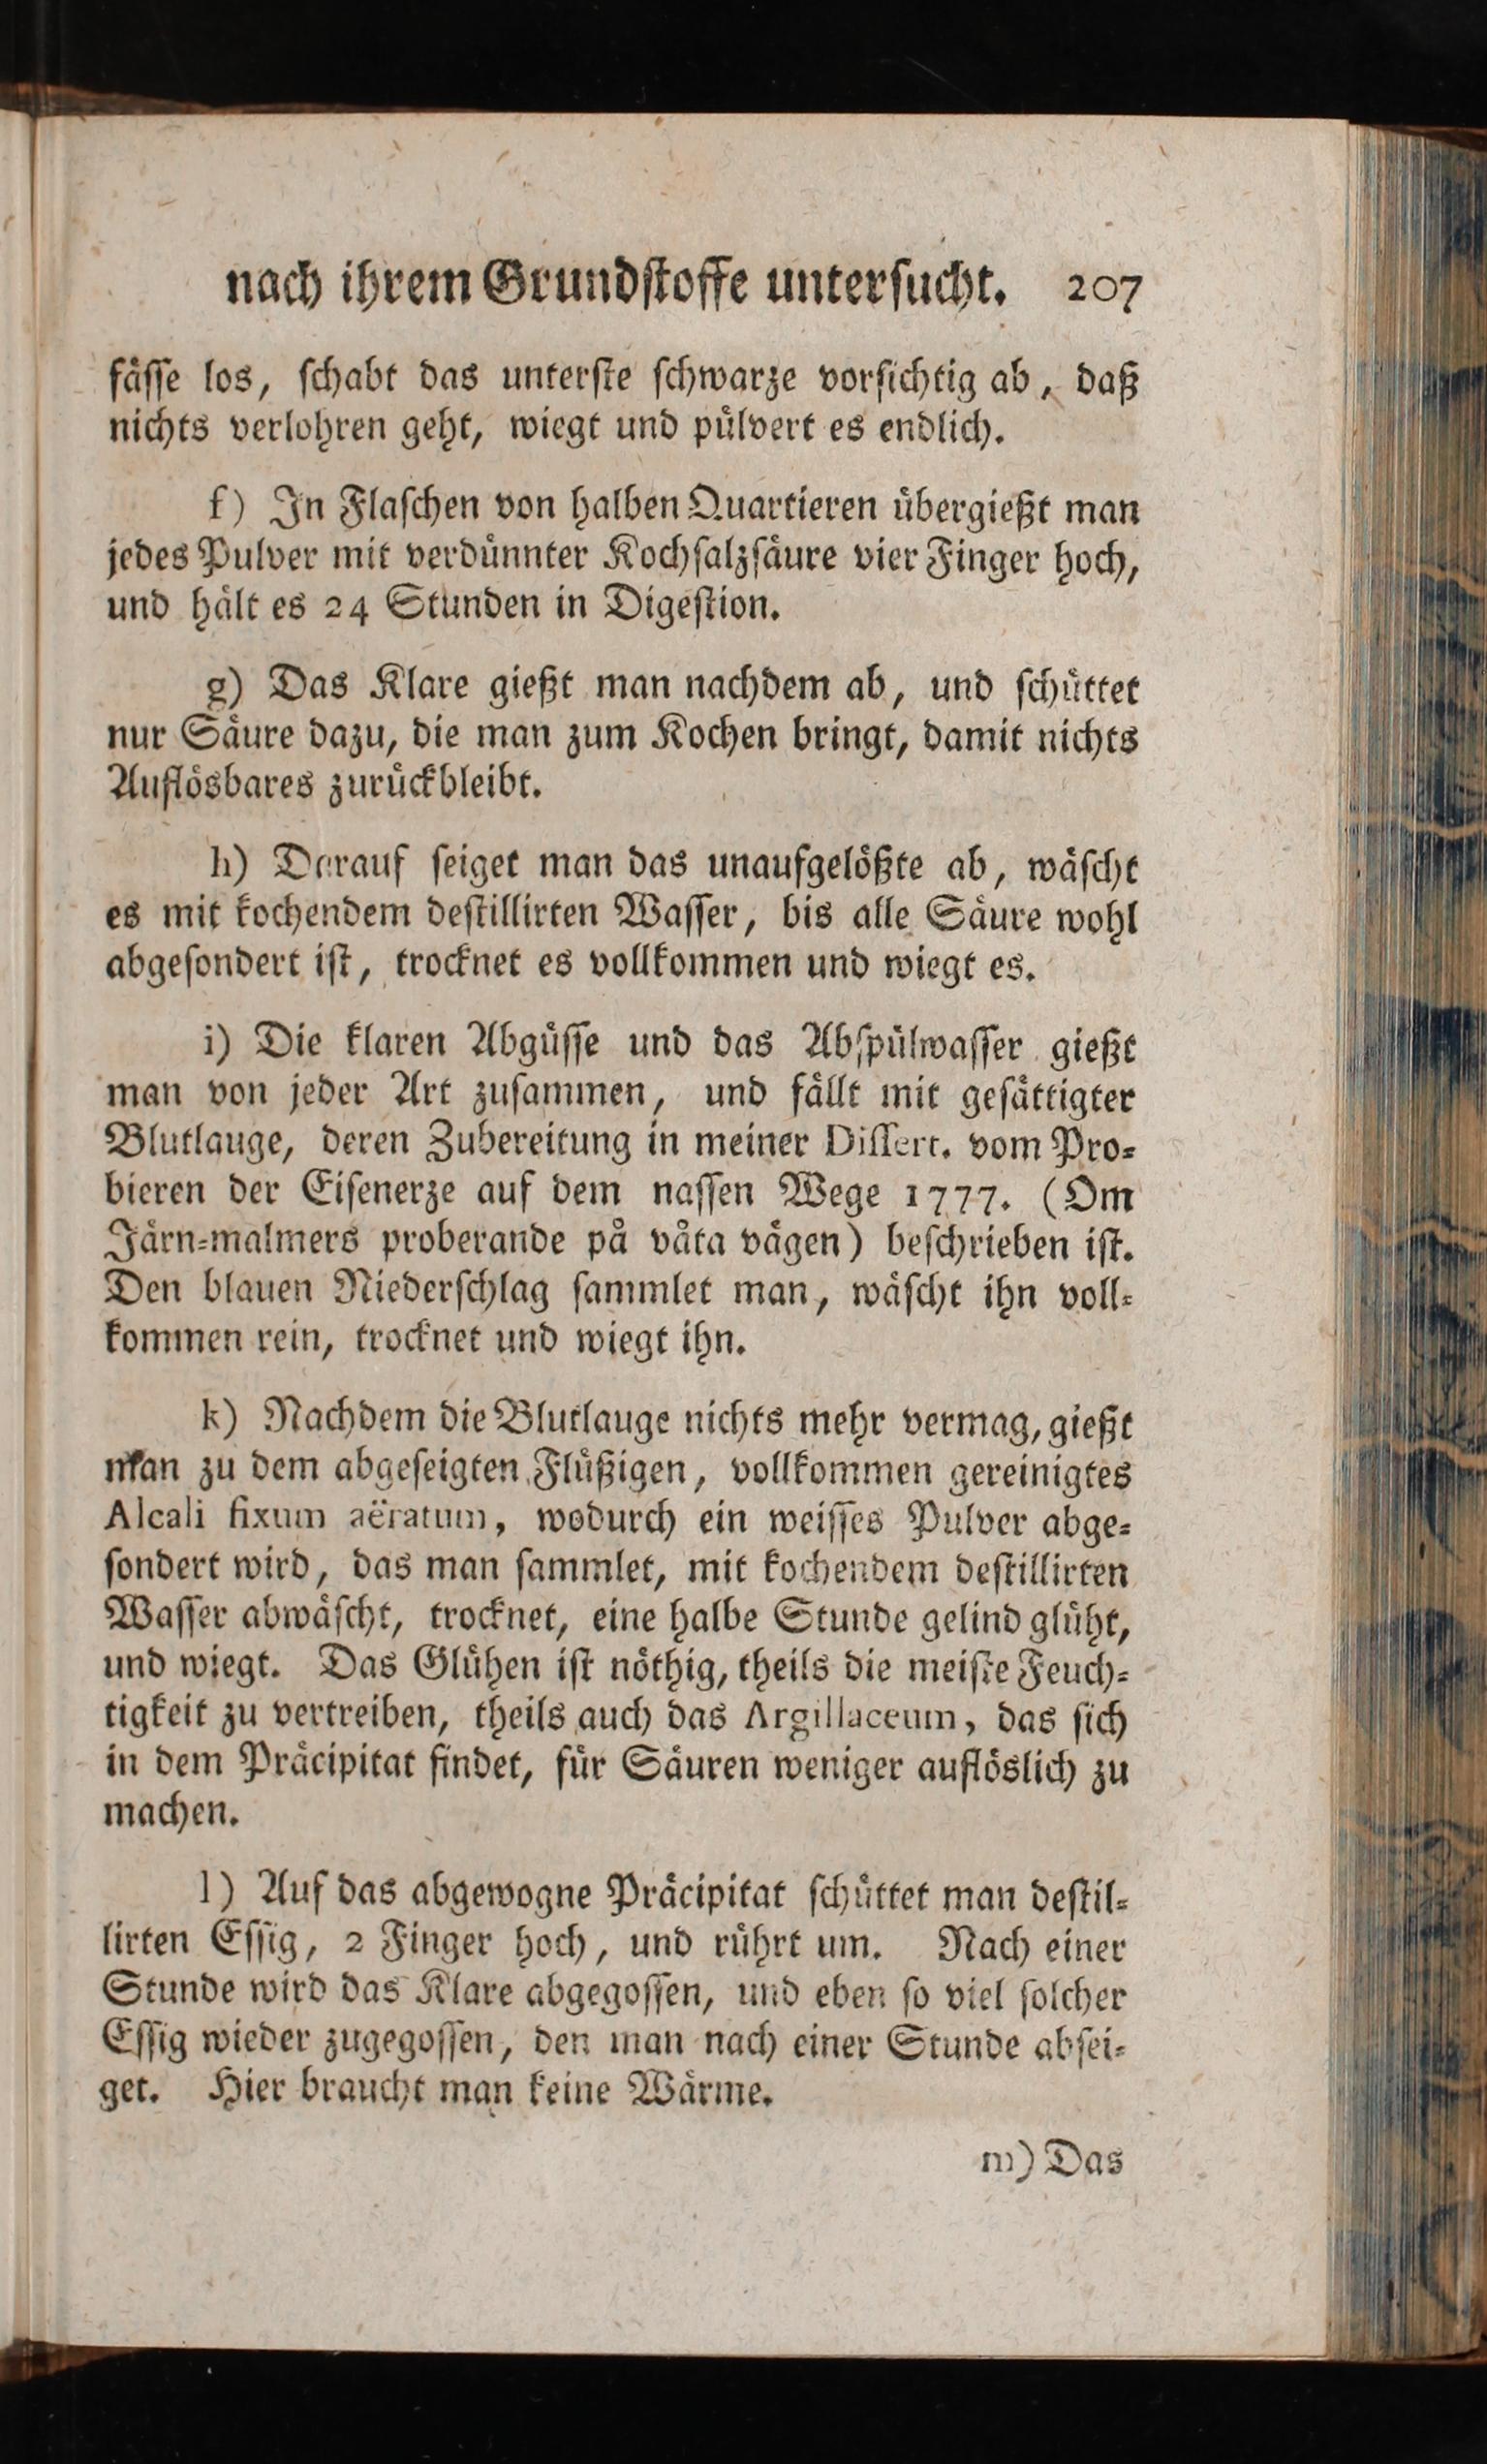 nach ihrem Grundſtoffe unterſucht. 207
fäſſe los, ſchabt das unterſte ſchwarze vorſichtig ab, daß
nichts verlohren geht, wiegt und pülvert es endlich.
f) In Flaſchen von halben Quartieren übergießt man
jedes Pulver mit verdünnter Kochſalzſäure vier Finger hoch,
und hält es 24 Stunden in Digeſtion.
g) Das Klare gießt man nachdem ab, und ſchüttet
nur Säure dazu, die man zum Kochen bringt, damit nichts
Auflösbares zurückbleibt.
h) Darauf ſeiget man das unaufgelößte ab, wäſcht
es mit kochendem deſtillirten Waſſer, bis alle Säure wohl
abgeſondert iſt, trocknet es vollkommen und wiegt es.
i) Die klaren Abgüſſe und das Abſpülwaſſer gießt
man von jeder Art zuſammen, und fällt mit geſättigter
Blutlauge, deren Zubereitung in meiner Diſſert. vom Pro-
bieren der Eiſenerze auf dem naſſen Wege 1777. (Om
Järn-malmers proberande på våta vägen) beſchrieben iſt.
Den blauen Niederſchlag ſammlet man, wäſcht ihn voll-
kommen rein, trocknet und wiegt ihn.
k) Nachdem die Blutlauge nichts mehr vermag, gießt
man zu dem abgeſeigten Flüßigen, vollkommen gereinigtes
Alcali fixum aëratum, wodurch ein weiſſes Pulver abge-
ſondert wird, das man ſammlet, mit kochendem deſtillirten
Waſſer abwäſcht, trocknet, eine halbe Stunde gelind glüht,
und wiegt. Das Glühen iſt nöthig, theils die meiſte Feuch-
tigkeit zu vertreiben, theils auch das Argillaceum, das ſich
in dem Präcipitat findet, für Säuren weniger auflöslich zu
machen.
l) Auf das abgewogne Präcipitat ſchüttet man deſtil-
lirten Eſſig, 2 Finger hoch, und rührt um. Nach einer
Stunde wird das Klare abgegoſſen, und eben ſo viel ſolcher
Eſſig wieder zugegoſſen, den man nach einer Stunde abſei-
get. Hier braucht man keine Wärme.
m) Das